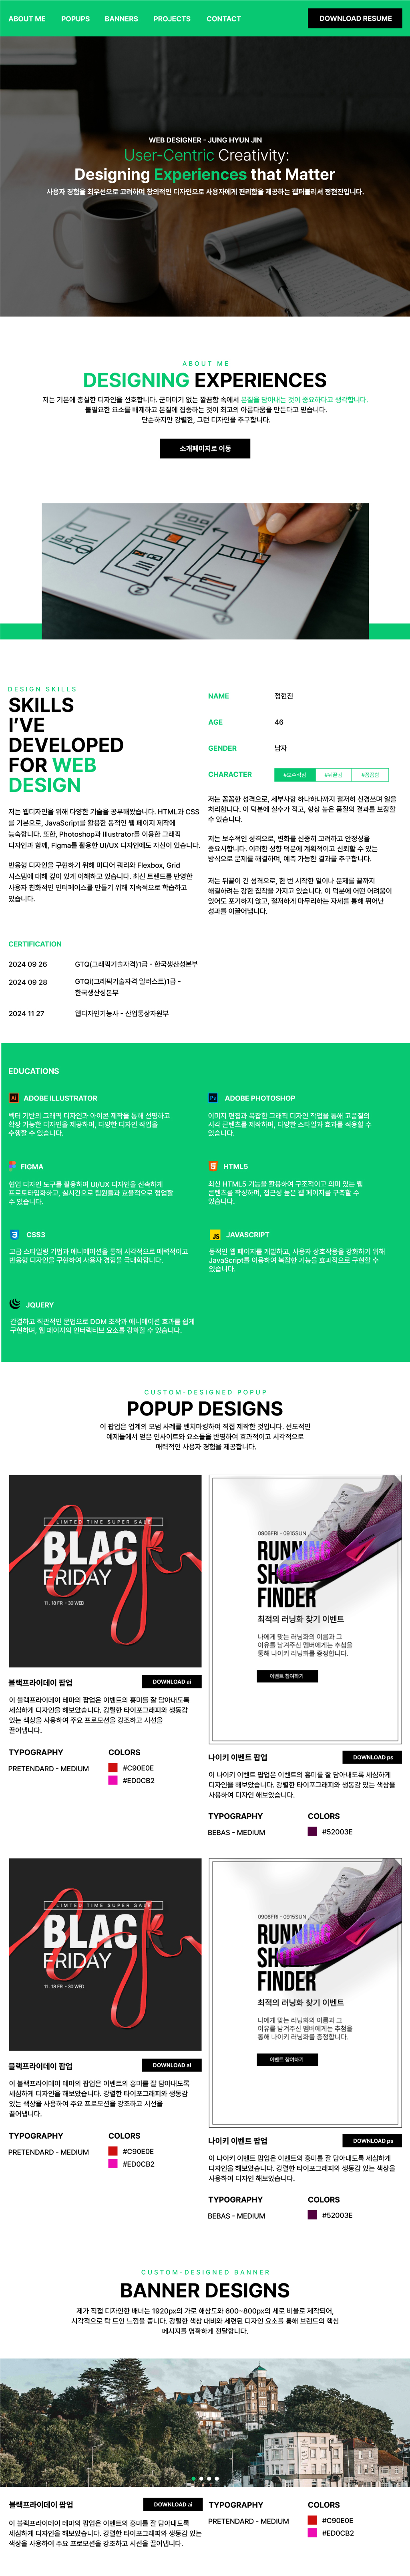 ABOUT ME POPUPS BANNERS PROJECTS CONTACT DOWNLOAD RESUME
WEB DESIGNER - JUNG HYUN JIN
User-Centric Creativity:
Designing Experiences that Matter
사용자 경험을 최우선으로 고려하며 창의적인 디자인으로 사용자에게 편리함을 제공하는 웹퍼블리셔 정현진입니다.
ABOUT ME
DESIGNING EXPERIENCES
저는 기본에 충실한 디자인을 선호합니다. 군더더기 없는 깔끔함 속에서 본질을 담아내는 것이 중요하다고 생각합니다.
불필요한 요소를 배제하고 본질에 집중하는 것이 최고의 아름다움을 만든다고 믿습니다.
단순하지만 강렬한, 그런 디자인을 추구합니다.
소개페이지로 이동
DESIGN SKILLS
SKILLS
I'VE
DEVELOPED
FOR WEB
DESIGN
저는 웹디자인을 위해 다양한 기술을 공부해왔습니다. HTML과 CSS
를 기본으로, JavaScript를 활용한 동적인 웹 페이지 제작에
능숙합니다. 또한, Photoshop과 Illustrator를 이용한 그래픽
디자인과 함께, Figma를 활용한 UI/UX 디자인에도 자신이 있습니다.
반응형 디자인을 구현하기 위해 미디어 쿼리와 Flexbox, Grid
시스템에 대해 깊이 있게 이해하고 있습니다. 최신 트렌드를 반영한
사용자 친화적인 인터페이스를 만들기 위해 지속적으로 학습하고
있습니다.
NAME 정현진
AGE 46
GENDER 남자
CHARACTER #보수적임 #뒤끝김 #꼼꼼함
저는 꼼꼼한 성격으로, 세부사항 하나하나까지 철저히 신경쓰며 일을
처리합니다. 이 덕분에 실수가 적고, 항상 높은 품질의 결과를 보장할
수 있습니다.
저는 보수적인 성격으로, 변화를 신중히 고려하고 안정성을
중요시합니다. 이러한 성향 덕분에 계획적이고 신뢰할 수 있는
방식으로 문제를 해결하며, 예측 가능한 결과를 추구합니다.
저는 뒤끝이 긴 성격으로, 한 번 시작한 일이나 문제를 끝까지
해결하려는 강한 집착을 가지고 있습니다. 이 덕분에 어떤 어려움이
있어도 포기하지 않고, 철저하게 마무리하는 자세를 통해 뛰어난
성과를 이끌어냅니다.
CERTIFICATION
2024 09 26 GTQ(그래픽기술자격)1급 - 한국생산성본부
2024 09 28 GTQi(그래픽기술자격 일러스트)1급 -
한국생산성본부
2024 11 27 웹디자인기능사 - 산업통상자원부
EDUCATIONS
Ai ADOBE ILLUSTRATOR
벡터 기반의 그래픽 디자인과 아이콘 제작을 통해 선명하고
확장 가능한 디자인을 제공하며, 다양한 디자인 작업을
수행할 수 있습니다.
Ps ADOBE PHOTOSHOP
이미지 편집과 복잡한 그래픽 디자인 작업을 통해 고품질의
시각 콘텐츠를 제작하며, 다양한 스타일과 효과를 적용할 수
있습니다.
FIGMA
협업 디자인 도구를 활용하여 UI/UX 디자인을 신속하게
프로토타입화하고, 실시간으로 팀원들과 효율적으로 협업할
수 있습니다.
5 HTML5
최신 HTML5 기능을 활용하여 구조적이고 의미 있는 웹
콘텐츠를 작성하며, 접근성 높은 웹 페이지를 구축할 수
있습니다.
3 CSS3
고급 스타일링 기법과 애니메이션을 통해 시각적으로 매력적이고
반응형 디자인을 구현하여 사용자 경험을 극대화합니다.
JS JAVASCRIPT
동적인 웹 페이지를 개발하고, 사용자 상호작용을 강화하기 위해
JavaScript를 이용하여 복잡한 기능을 효과적으로 구현할 수
있습니다.
JQUERY
간결하고 직관적인 문법으로 DOM 조작과 애니메이션 효과를 쉽게
구현하여, 웹 페이지의 인터랙티브 요소를 강화할 수 있습니다.
CUSTOM-DESIGNED POPUP
POPUP DESIGNS
이 팝업은 업계의 모범 사례를 벤치마킹하여 직접 제작한 것입니다. 선도적인
예제들에서 얻은 인사이트와 요소들을 반영하여 효과적이고 시각적으로
매력적인 사용자 경험을 제공합니다.
LIMITED TIME SUPER SALE
BLACK
FRIDAY
11 . 18 FRI - 30 WED
블랙프라이데이 팝업 DOWNLOAD ai
이 블랙프라이데이 테마의 팝업은 이벤트의 흥미를 잘 담아내도록
세심하게 디자인을 해보았습니다. 강렬한 타이포그래피와 생동감
있는 색상을 사용하여 주요 프로모션을 강조하고 시선을
끌어냅니다.
TYPOGRAPHY COLORS
PRETENDARD - MEDIUM #C90E0E
#ED0CB2
0906FRI - 0915SUN
RUNNING
SHOE
FINDER
최적의 러닝화 찾기 이벤트
나에게 맞는 러닝화의 이름과 그
이유를 남겨주신 멤버에게는 추첨을
통해 나이키 러닝화를 증정합니다.
이벤트 참여하기
나이키 이벤트 팝업 DOWNLOAD ps
이 나이키 이벤트 팝업은 이벤트의 흥미를 잘 담아내도록 세심하게
디자인을 해보았습니다. 강렬한 타이포그래피와 생동감 있는 색상을
사용하여 디자인 해보았습니다.
TYPOGRAPHY COLORS
BEBAS - MEDIUM #52003E
LIMITED TIME SUPER SALE
BLACK
FRIDAY
11 . 18 FRI - 30 WED
블랙프라이데이 팝업 DOWNLOAD ai
이 블랙프라이데이 테마의 팝업은 이벤트의 흥미를 잘 담아내도록
세심하게 디자인을 해보았습니다. 강렬한 타이포그래피와 생동감
있는 색상을 사용하여 주요 프로모션을 강조하고 시선을
끌어냅니다.
TYPOGRAPHY COLORS
PRETENDARD - MEDIUM #C90E0E
#ED0CB2
0906FRI - 0915SUN
RUNNING
SHOE
FINDER
최적의 러닝화 찾기 이벤트
나에게 맞는 러닝화의 이름과 그
이유를 남겨주신 멤버에게는 추첨을
통해 나이키 러닝화를 증정합니다.
이벤트 참여하기
나이키 이벤트 팝업 DOWNLOAD ps
이 나이키 이벤트 팝업은 이벤트의 흥미를 잘 담아내도록 세심하게
디자인을 해보았습니다. 강렬한 타이포그래피와 생동감 있는 색상을
사용하여 디자인 해보았습니다.
TYPOGRAPHY COLORS
BEBAS - MEDIUM #52003E
CUSTOM-DESIGNED BANNER
BANNER DESIGNS
제가 직접 디자인한 배너는 1920px의 가로 해상도와 600~800px의 세로 비율로 제작되어,
시각적으로 탁 트인 느낌을 줍니다. 강렬한 색상 대비와 세련된 디자인 요소를 통해 브랜드의 핵심
메시지를 명확하게 전달합니다.
블랙프라이데이 팝업 DOWNLOAD ai
이 블랙프라이데이 테마의 팝업은 이벤트의 흥미를 잘 담아내도록
세심하게 디자인을 해보았습니다. 강렬한 타이포그래피와 생동감 있는
색상을 사용하여 주요 프로모션을 강조하고 시선을 끌어냅니다.
TYPOGRAPHY COLORS
PRETENDARD - MEDIUM #C90E0E
#ED0CB2